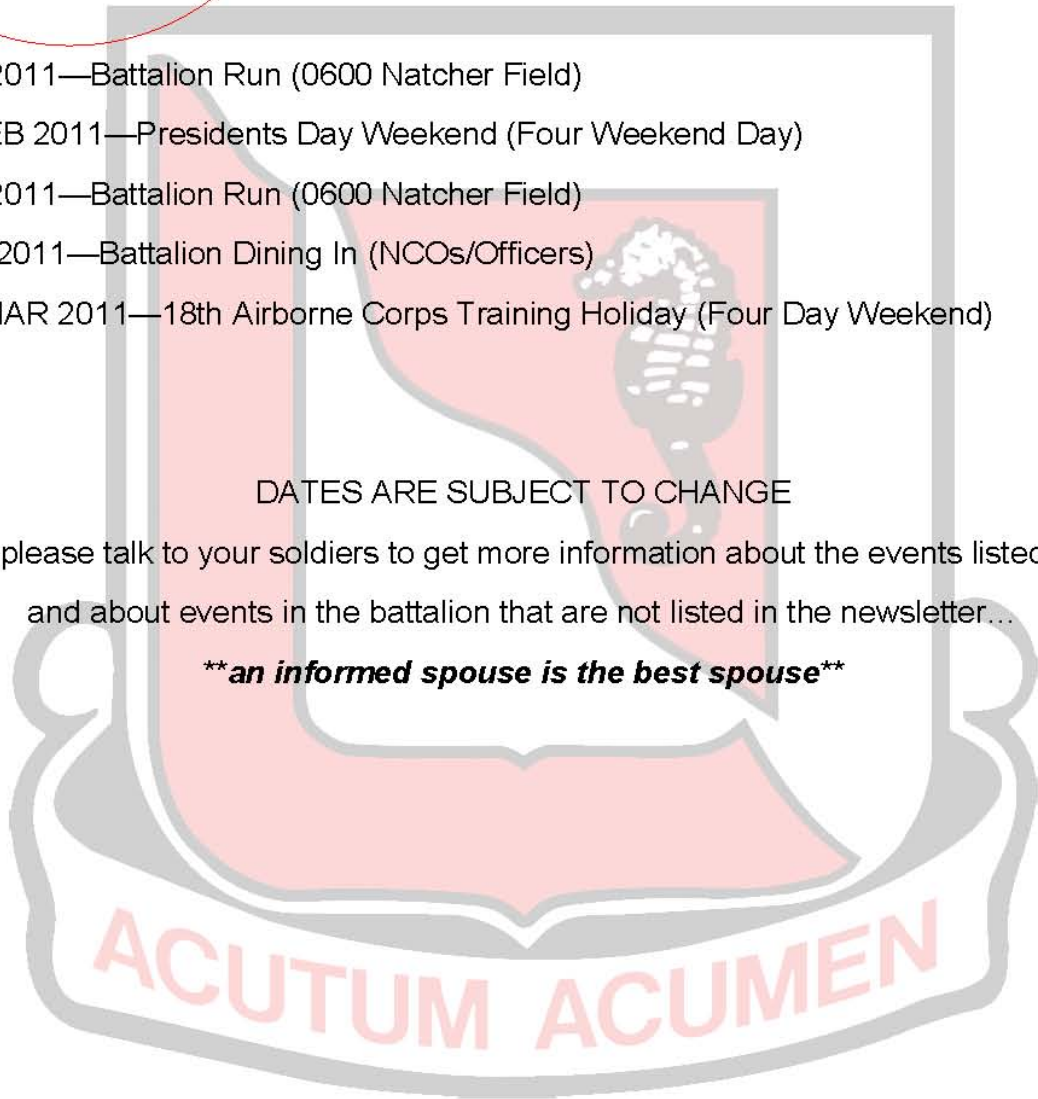 2011—Battalion Run (0600 Natcher Field)
EB 2011—Presidents Day Weekend (Four Weekend Day)
2011—Battalion Run (0600 Natcher Field)
2011—Battalion Dining In (NCOs/Officers)
AR 2011—18th Airborne Corps Training Holiday (Four Day Weekend)
DATES ARE SUBJECT TO CHANGE
please talk to your soldiers to get more information about the events listed
and about events in the battalion that are not listed in the newsletter...
**an informed spouse is the best spouse**
ACUTUM ACUMEN